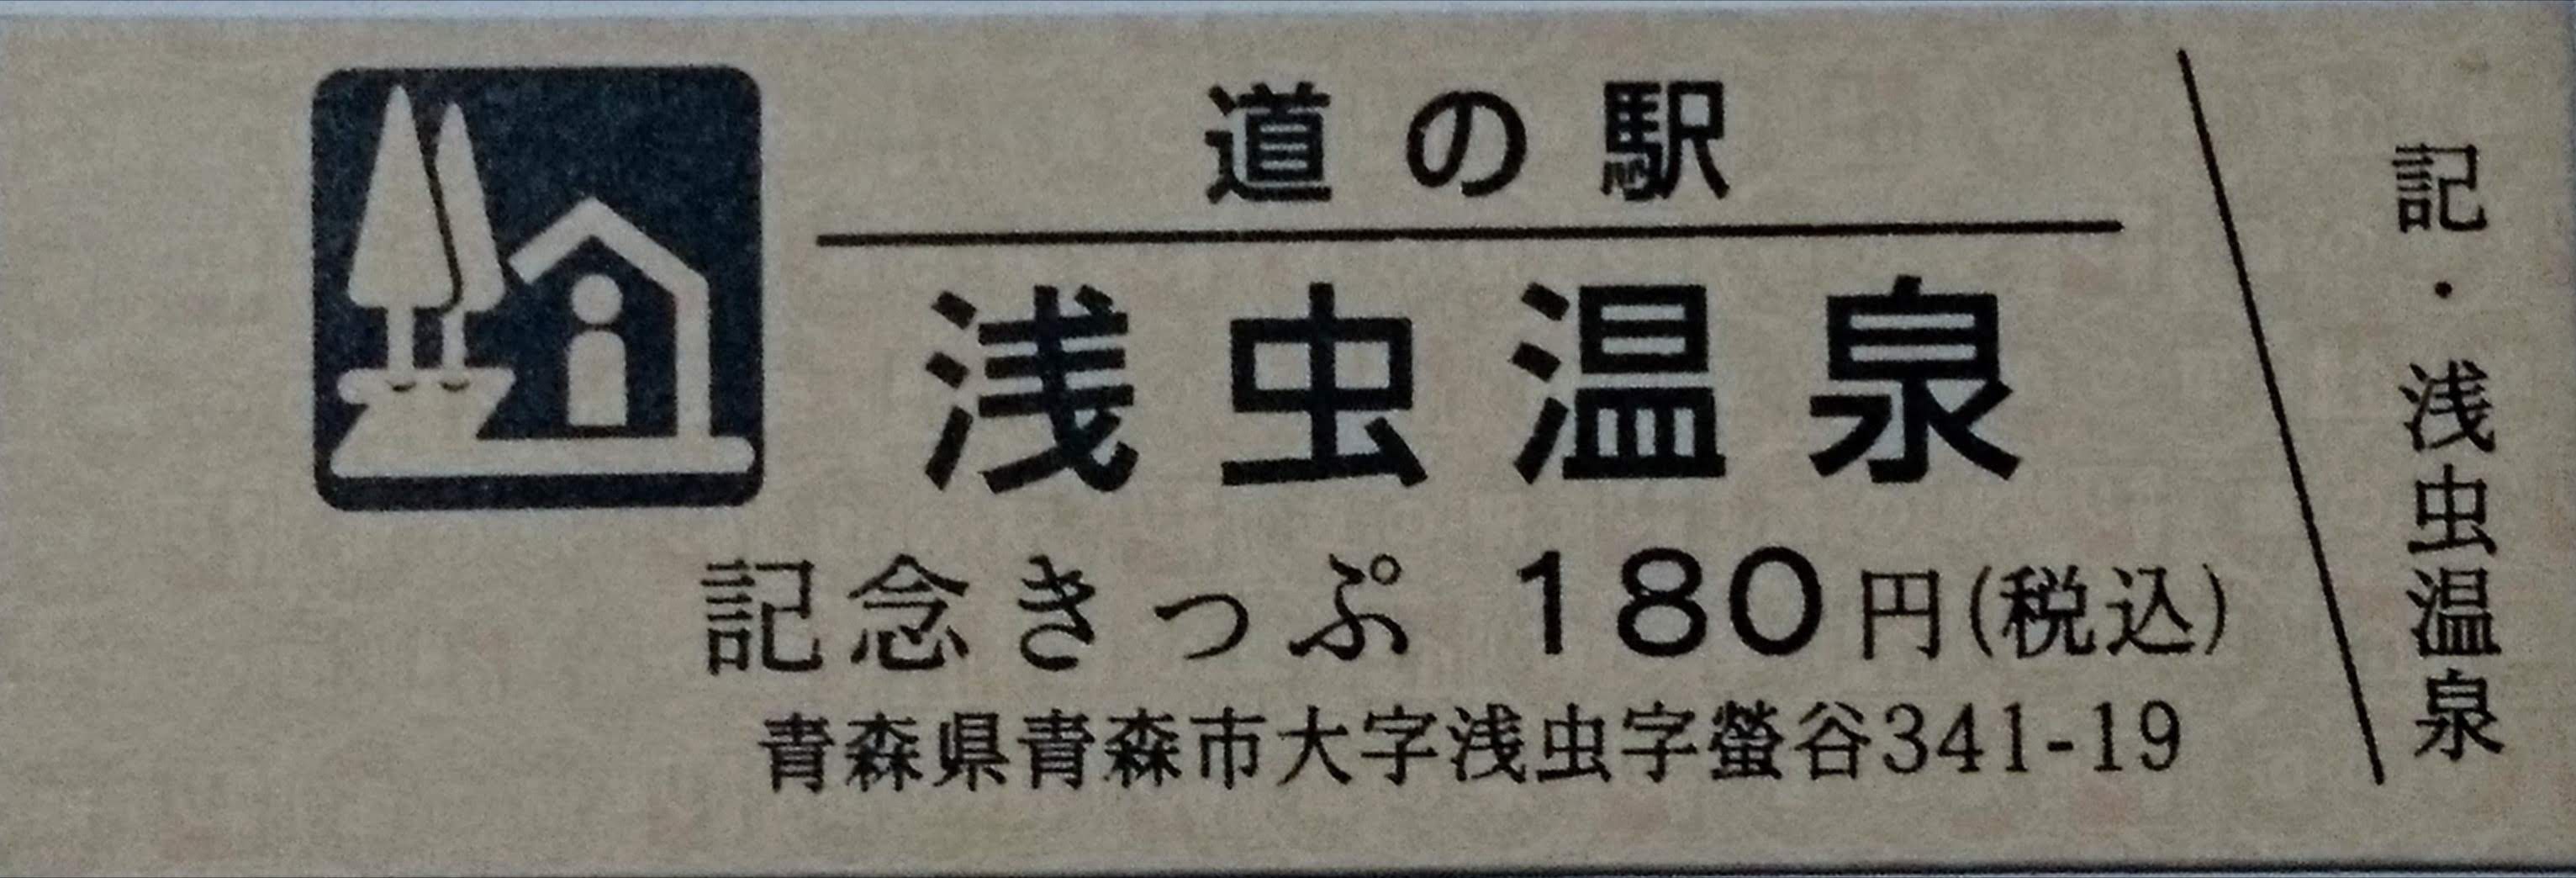 道の駅
浅虫温泉
記念きっぷ 180円(税込)
青森県青森市大字浅虫字螢谷341-19
記・浅虫温泉